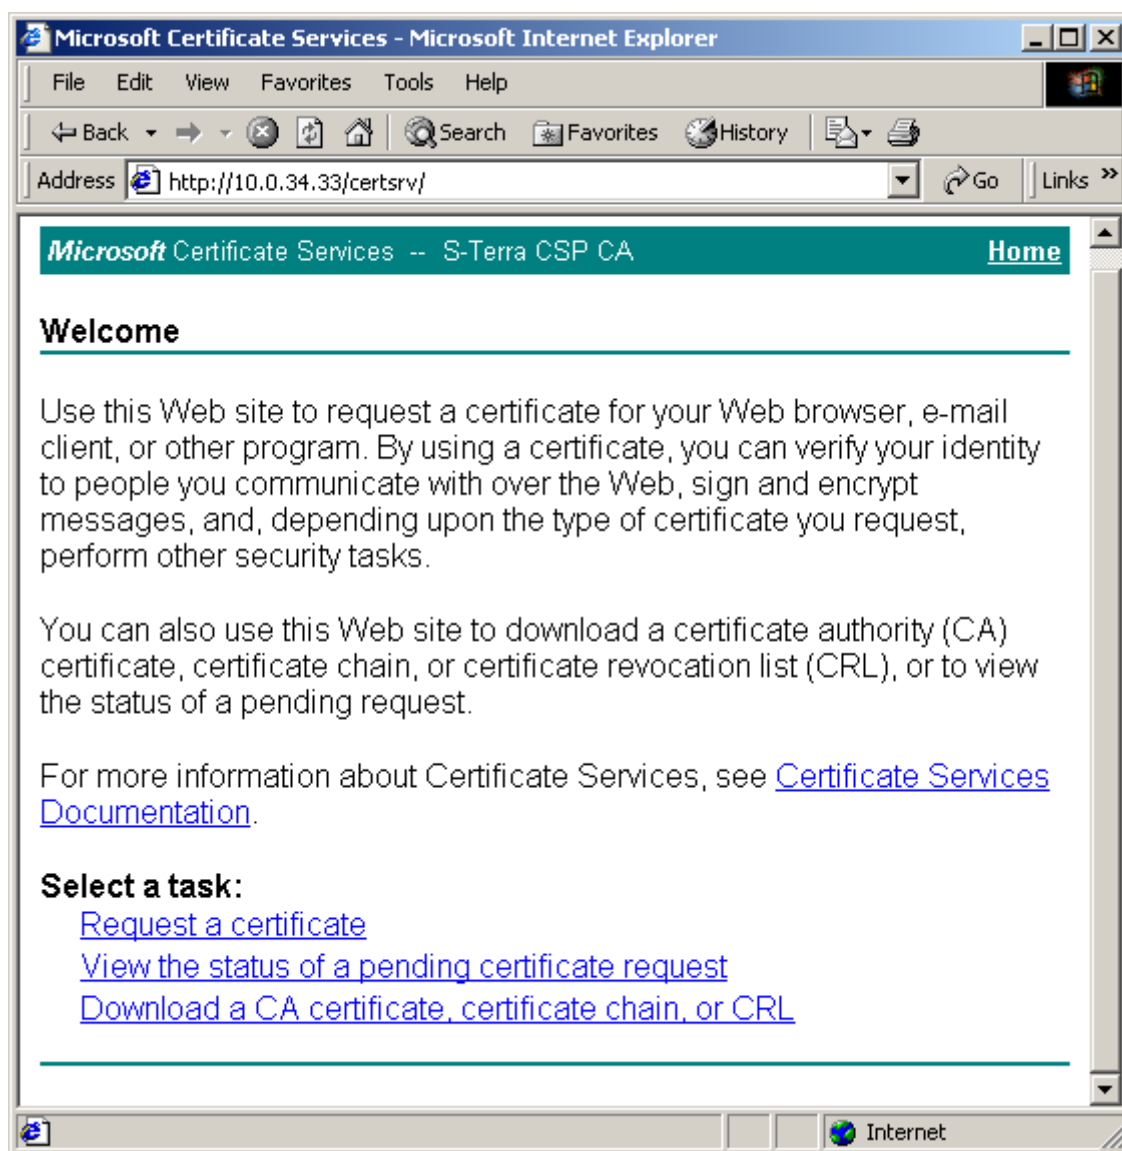 Microsoft Certificate Services - Microsoft Internet Explorer
File Edit View Favorites Tools Help
Back Search Favorites History
Address http://10.0.34.33/certsrv/ Go Links »
Microsoft Certificate Services -- S-Terra CSP CA Home
Welcome
Use this Web site to request a certificate for your Web browser, e-mail
client, or other program. By using a certificate, you can verify your identity
to people you communicate with over the Web, sign and encrypt
messages, and, depending upon the type of certificate you request,
perform other security tasks.
You can also use this Web site to download a certificate authority (CA)
certificate, certificate chain, or certificate revocation list (CRL), or to view
the status of a pending request.
For more information about Certificate Services, see Certificate Services
Documentation.
Select a task:
Request a certificate
View the status of a pending certificate request
Download a CA certificate, certificate chain, or CRL
Internet